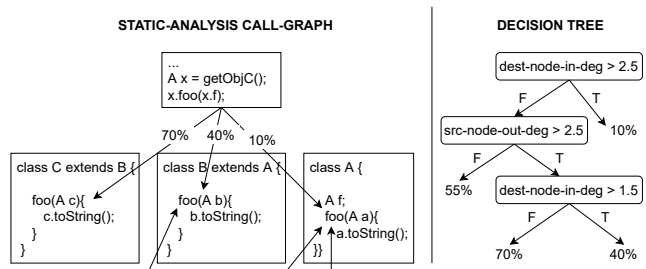 STATIC-ANALYSIS CALL-GRAPH
...
A x = getObjC();
x.foo(x.f);
70%
40%
10%
class C extends B {
foo(A c){
c.toString();
}
}
class B extends A {
foo(A b){
b.toString();
}
}
class A {
A f;
foo(A a){
a.toString();
}}
DECISION TREE
dest-node-in-deg > 2.5
F
T
src-node-out-deg > 2.5
10%
F
T
55%
dest-node-in-deg > 1.5
F
T
70%
40%